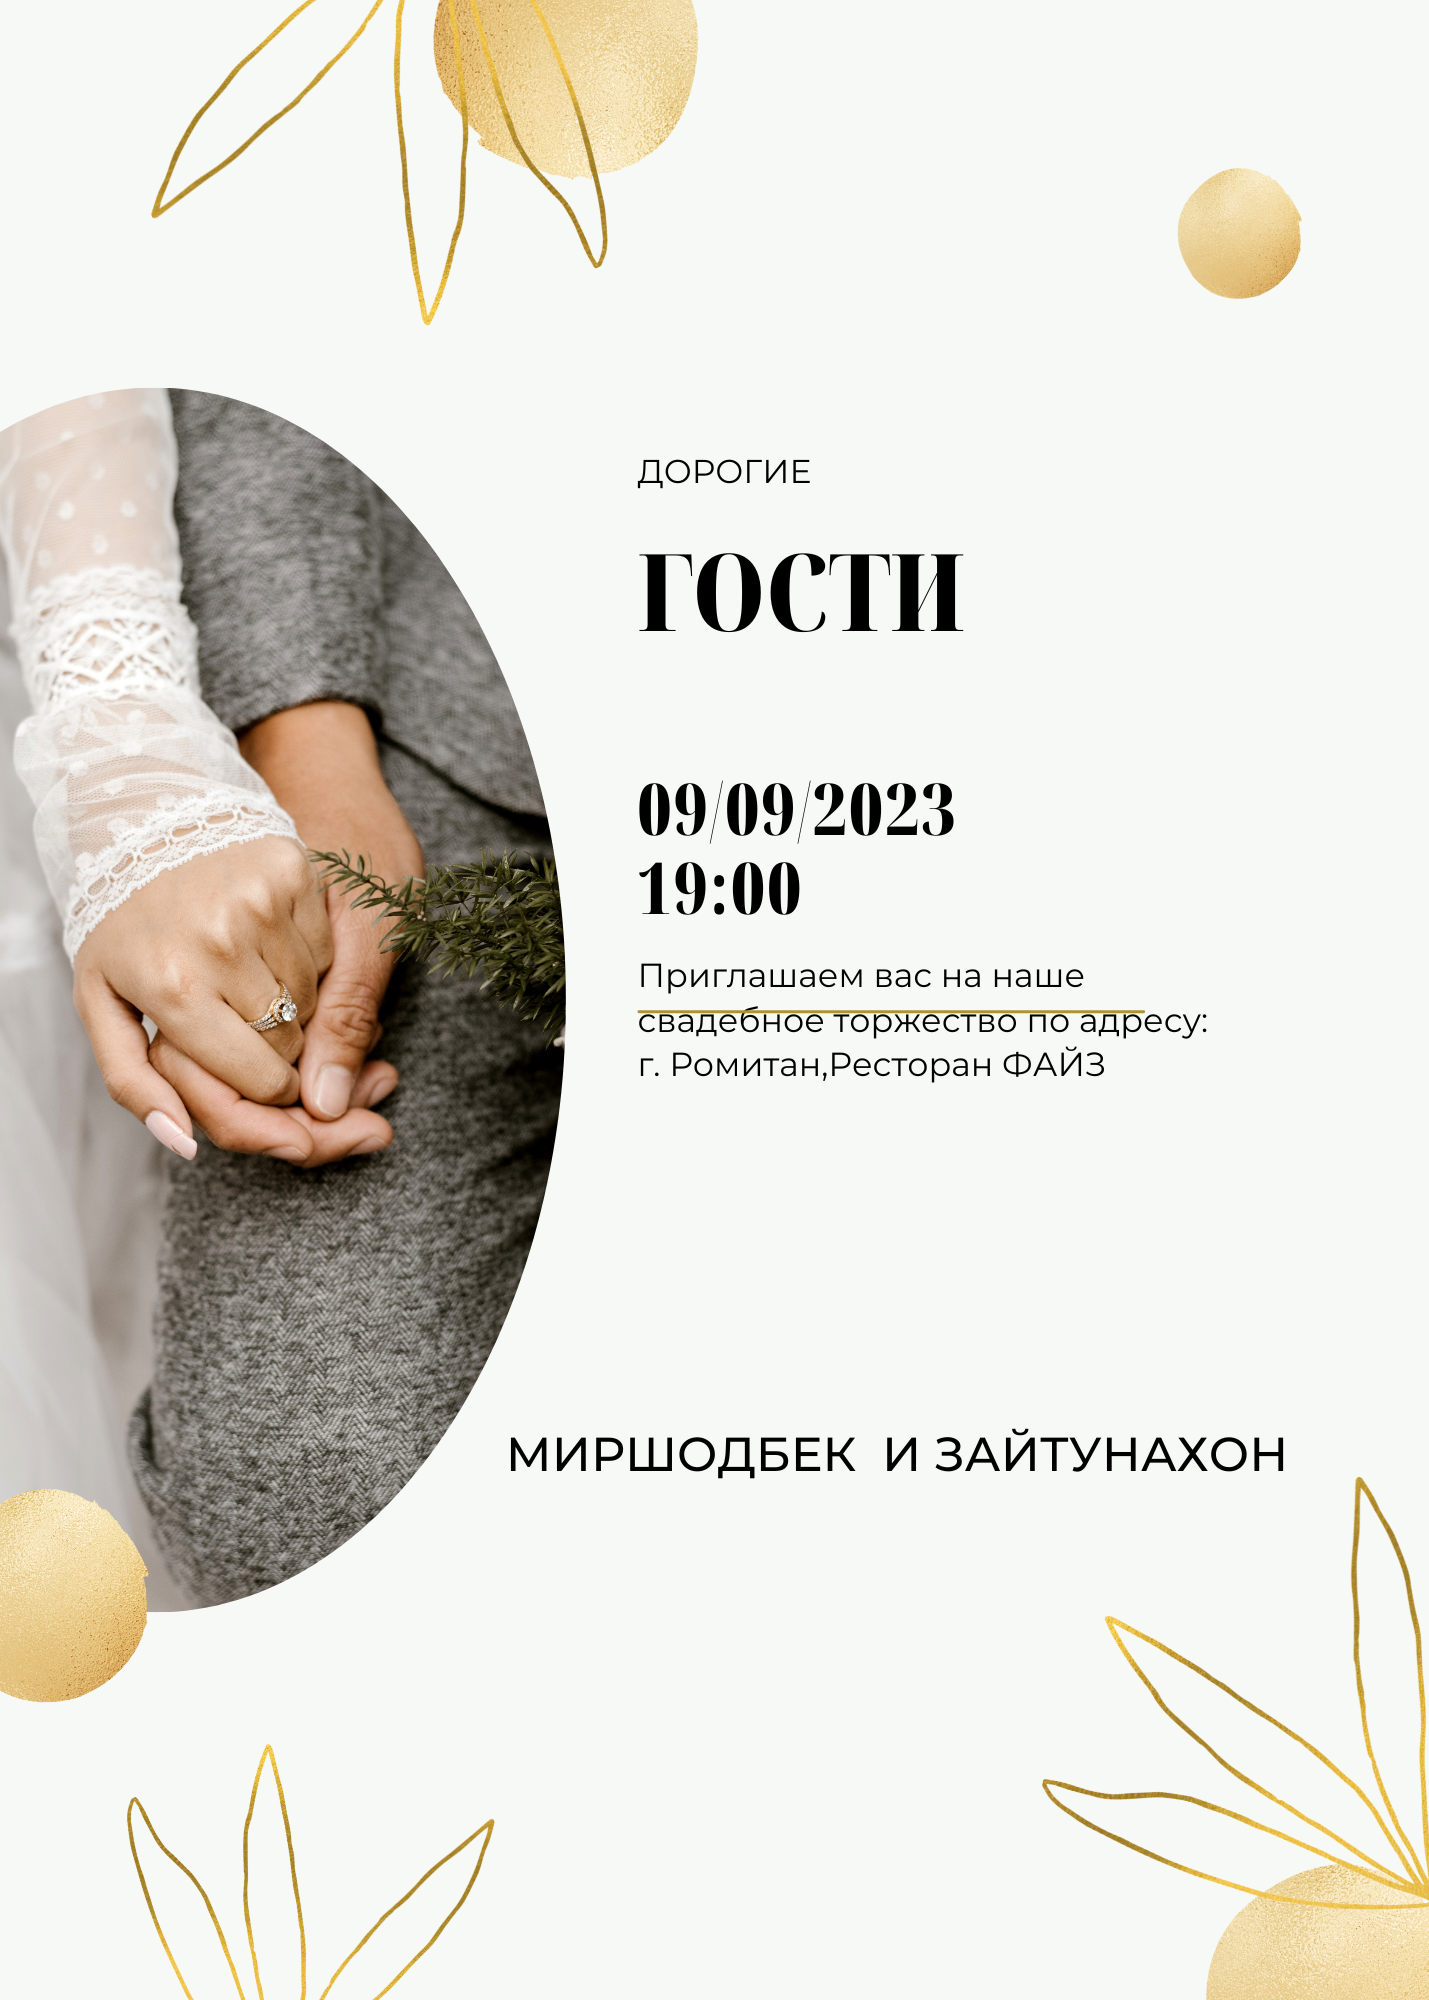 ДОРОГИЕ
ГОСТИ
09/09/2023
19:00
Приглашаем вас на наше
свадебное торжество по адресу:
г. Ромитан,Ресторан ФАЙЗ
МИРШОДБЕК И ЗАЙТУНАХОН